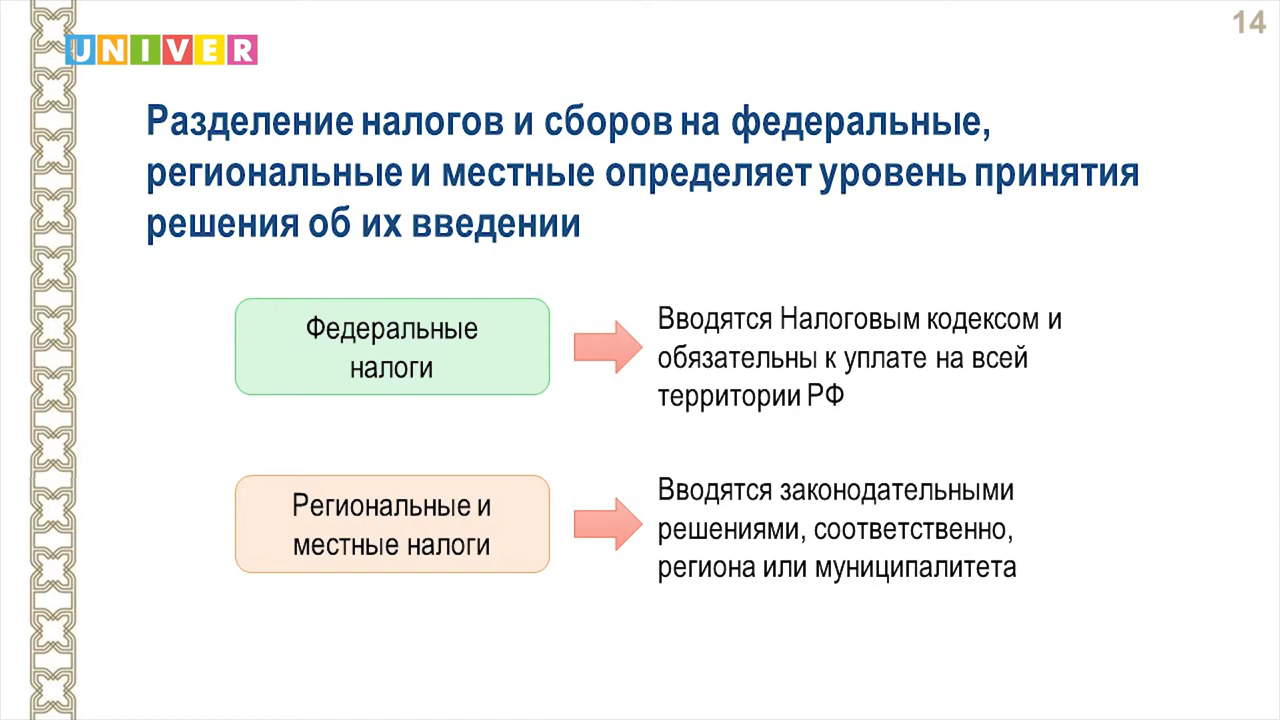 14
UNIVER
Разделение налогов и сборов на федеральные,
региональные и местные определяет уровень принятия
решения об их введении
Федеральные
налоги
Вводятся Налоговым кодексом и
обязательны к уплате на всей
территории РФ
Региональные и
местные налоги
Вводятся законодательными
решениями, соответственно,
региона или муниципалитета